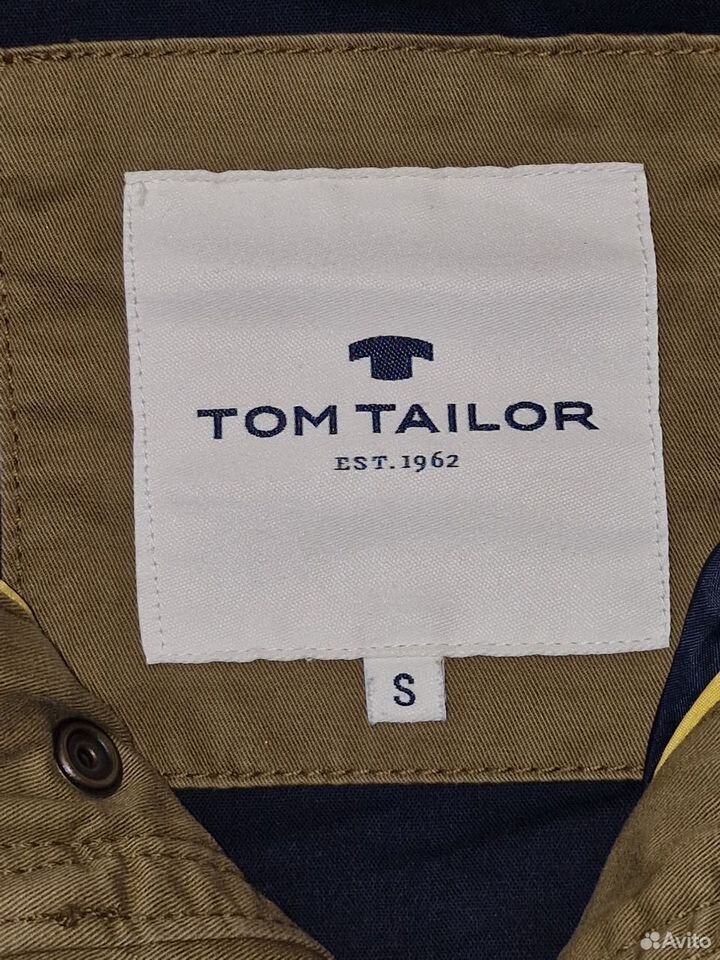 TOM TAILOR
EST. 1962
S
Avito